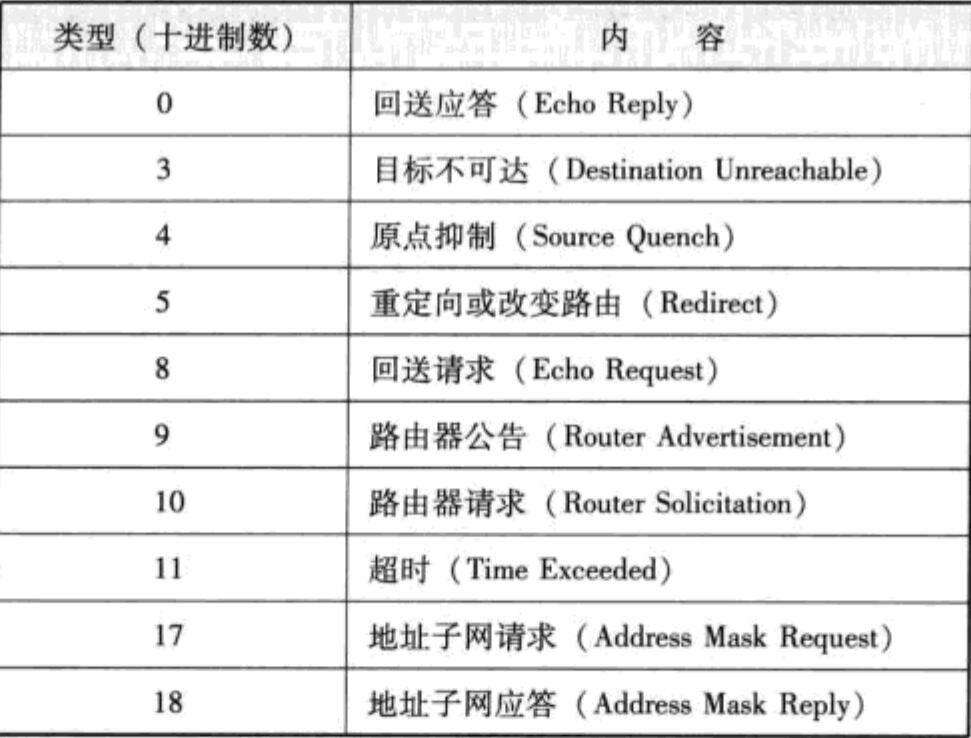 类型（十进制数） 内 容
0 回送应答（Echo Reply）
3 目标不可达（Destination Unreachable）
4 原点抑制（Source Quench）
5 重定向或改变路由（Redirect）
8 回送请求（Echo Request）
9 路由器公告（Router Advertisement）
10 路由器请求（Router Solicitation）
11 超时（Time Exceeded）
17 地址子网请求（Address Mask Request）
18 地址子网应答（Address Mask Reply）